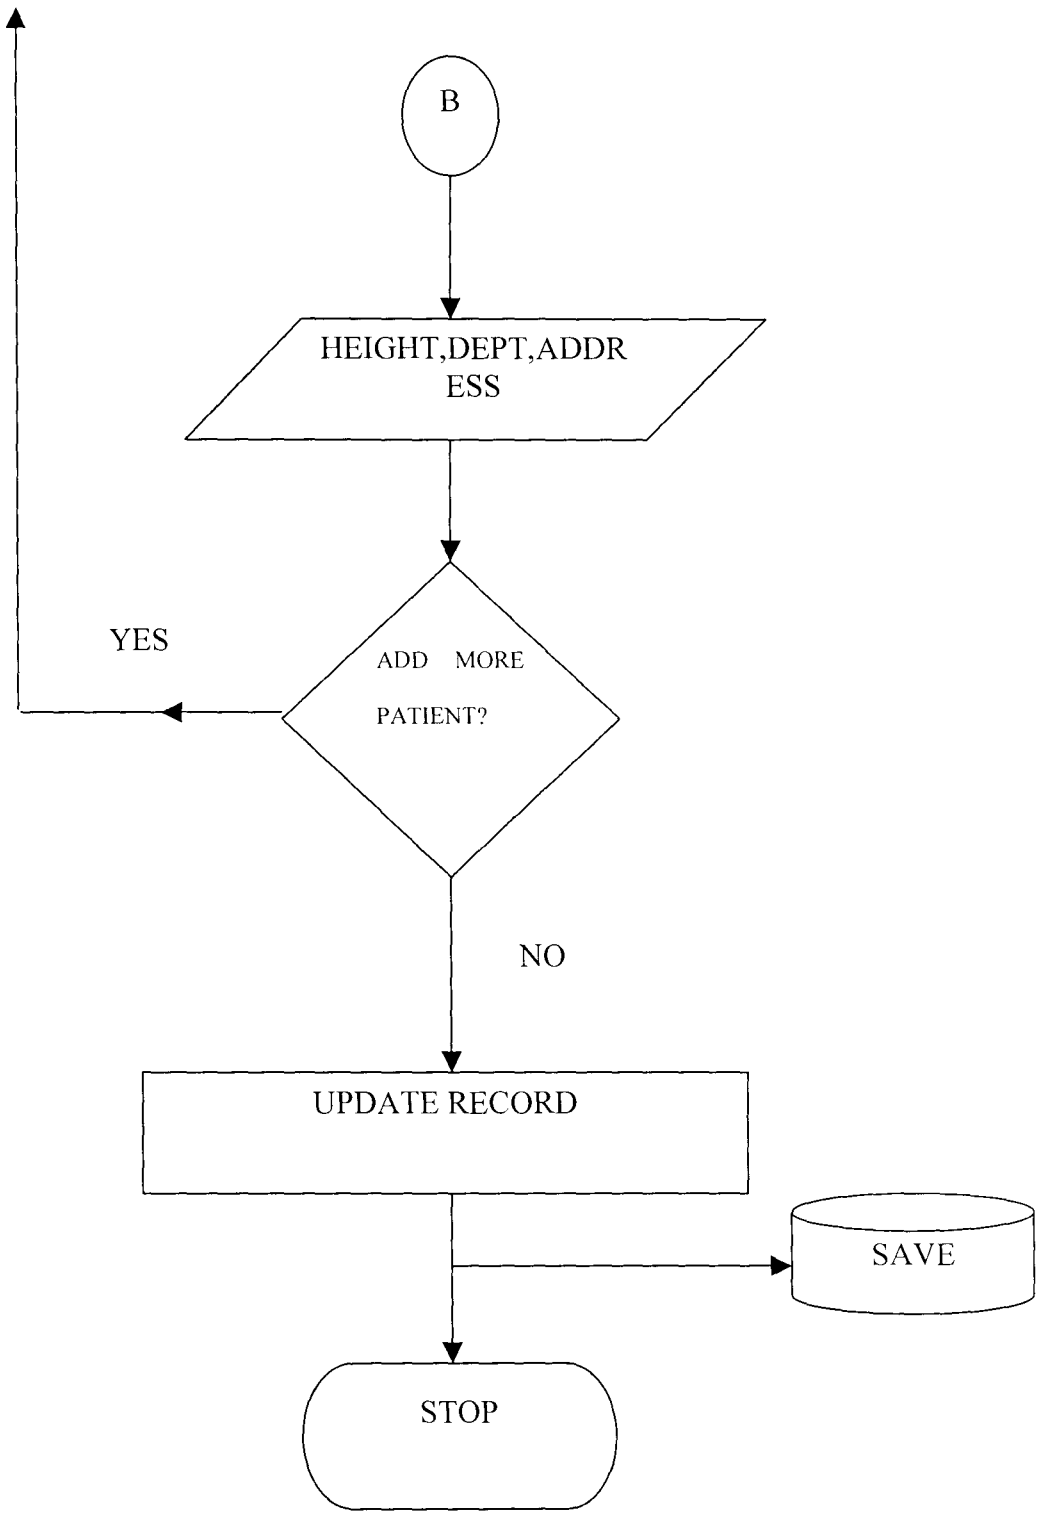 B
HEIGHT,DEPT,ADDR
ESS
YES
ADD MORE
PATIENT?
NO
UPDATE RECORD
SAVE
STOP